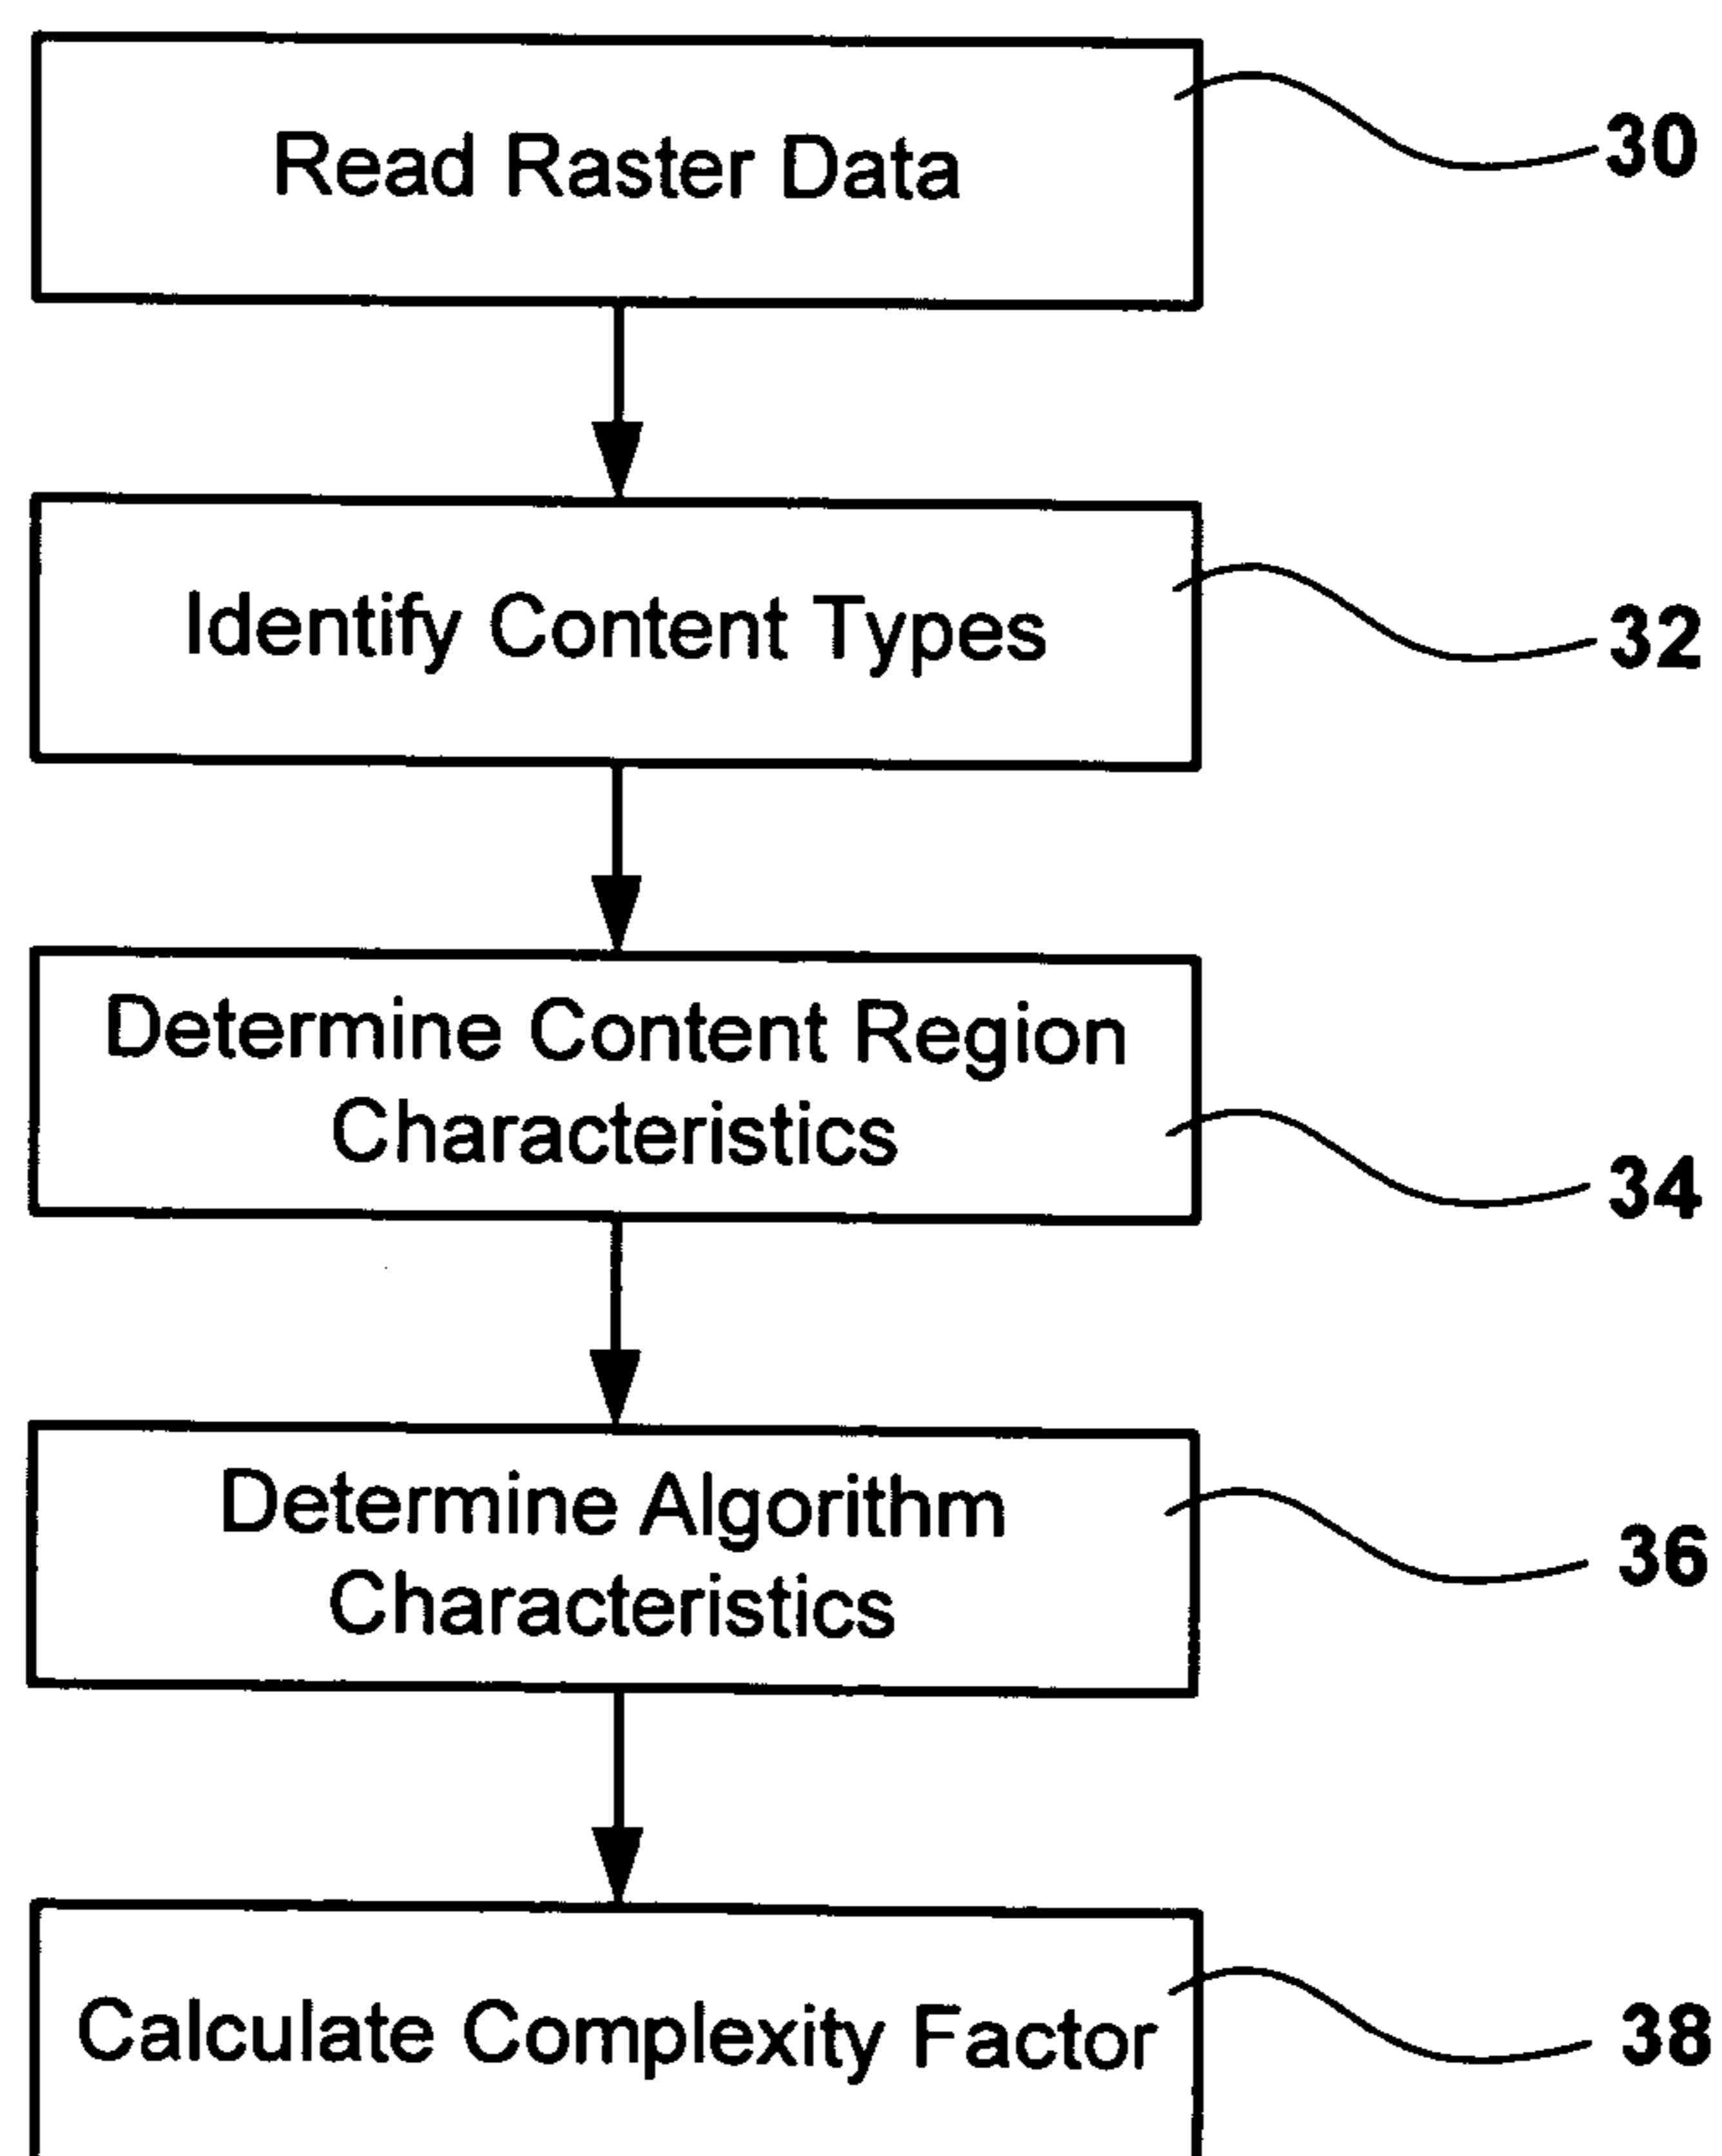 Read Raster Data
30
Identify Content Types
32
Determine Content Region
Characteristics
34
Determine Algorithm
Characteristics
36
Calculate Complexity Factor
38